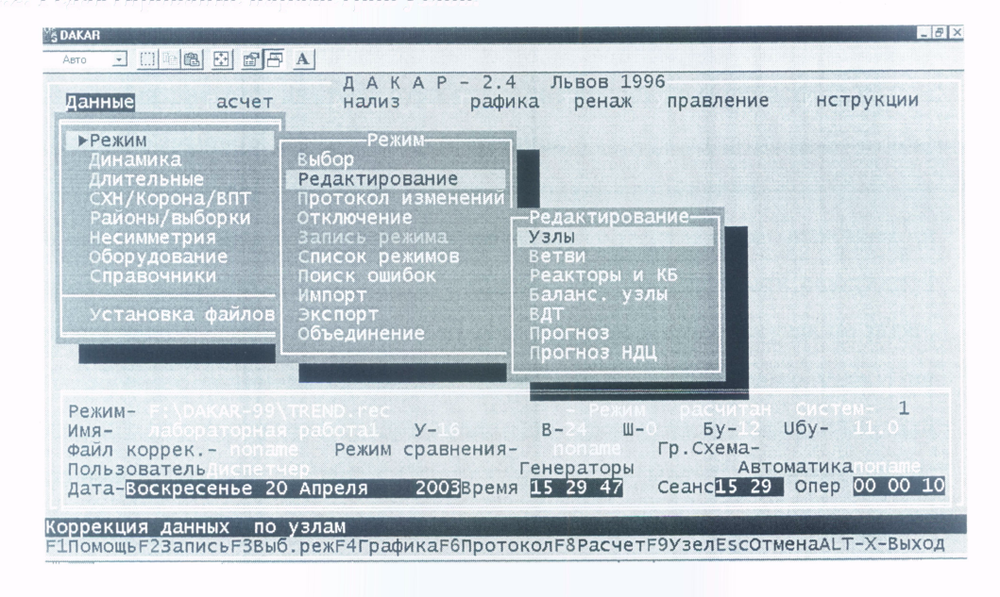 DAKAR
Авто
А
Д А К А Р - 2.4 Львов 1996
Данные асчет нализ рафика ренаж правление нструкции
Режим
Динамика
Длительные
СХН/Корона/ВПТ
Районы/выборки
Несимметрия
Оборудование
Справочники
Установка файлов
Режим
Выбор
Редактирование
Протокол изменений
Отключение
Запись режима
Список режимов
Поиск ошибок
Импорт
Экспорт
Объединение
Редактирование
Узлы
Ветви
Реакторы и КБ
Баланс. узлы
ВДТ
Прогноз
Прогноз НДЦ
Режим- F:\DAKAR-99\TREND.rec - Режим расчитан Систем- 1
Имя- лабораторная работа1 У-16 В-24 Ш-0 Бу-12 Uбу- 11.0
Файл коррек.- noname Режим сравнения- noname Гр.Схема-
Пользователь Диспетчер Генераторы Автоматика noname
Дата-Воскресенье 20 Апреля 2003 Время 15 29 47 Сеанс 15 29 Опер 00 00 10
Коррекция данных по узлам
F1ПомощьF2ЗаписьF3Выб.режF4ГрафикаF6ПротоколF8РасчетF9УзелEscОтменаALT-X-Выход